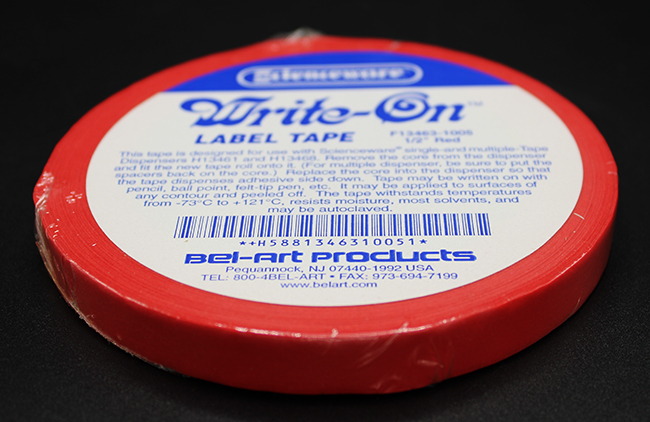 Scienceware
Write-On™
LABEL TAPE
F13463-1005
1/2" Red
This tape is designed for use with Scienceware® single-and multiple-Tape
Dispensers H13461 and H13468. Remove the core from the dispenser
and fit the new tape roll onto it. (For multiple dispenser, be sure to put the
spacers back on the core.) Replace the core into the dispenser so that
the tape dispenses adhesive side down. Tape may be written on with
pencil, ball point, felt-tip pen, etc. It may be applied to surfaces of
any contour and peeled off. The tape withstands temperatures
from -73°C to +121°C, resists moisture, most solvents, and
may be autoclaved.
*+H5881346310051*
Bel-Art Products
Pequannock, NJ 07440-1992 USA
TEL: 800-4BEL-ART • FAX: 973-694-7199
www.belart.com